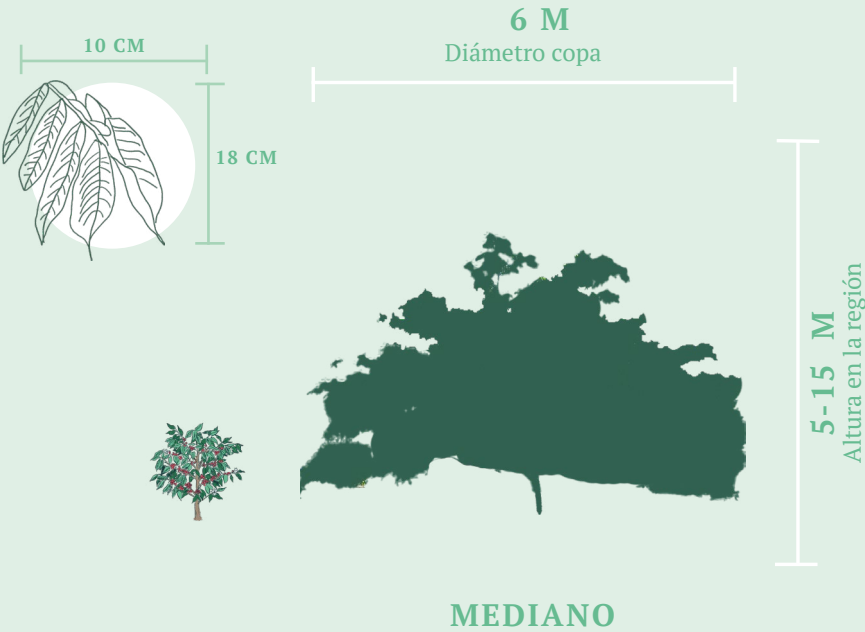 6 M
Diámetro copa
10 CM
18 CM
5-15 M
Altura en la región
MEDIANO